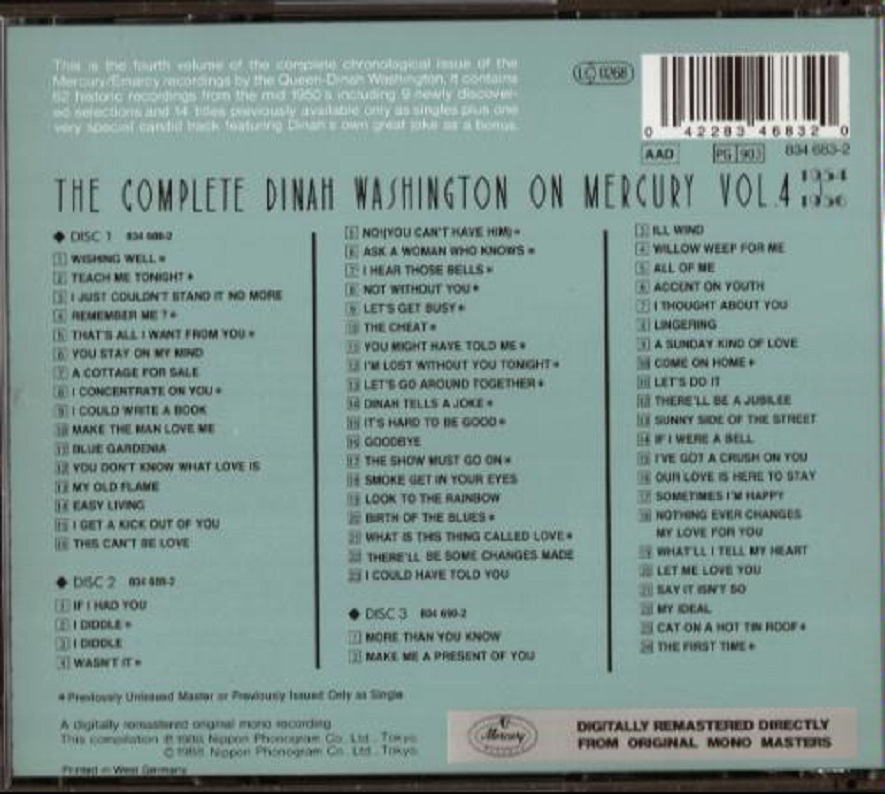 This is the fourth volume of the complete chronological issue of the
Mercury/Emarcy recordings by the Queen-Dinah Washington. It contains
62 historic recordings from the mid 1950's including 9 newly discover-
ed selections and 14 titles previously available only as singles plus one
very special candid track featuring Dinah's own great joke as a bonus.
LC 0268
0 42283 46832 0
AAD PG 903 834 683-2
THE COMPLETE DINAH WASHINGTON ON MERCURY VOL.4 1954
1956
◆ DISC 1 834 688-2
1 WISHING WELL *
2 TEACH ME TONIGHT *
3 I JUST COULDN'T STAND IT NO MORE
4 REMEMBER ME ? *
5 THAT'S ALL I WANT FROM YOU *
6 YOU STAY ON MY MIND
7 A COTTAGE FOR SALE
8 I CONCENTRATE ON YOU *
9 I COULD WRITE A BOOK
10 MAKE THE MAN LOVE ME
11 BLUE GARDENIA
12 YOU DON'T KNOW WHAT LOVE IS
13 MY OLD FLAME
14 EASY LIVING
15 I GET A KICK OUT OF YOU
16 THIS CAN'T BE LOVE
◆ DISC 2 834 689-2
1 IF I HAD YOU
2 I DIDDLE *
3 I DIDDLE
4 WASN'T IT *
5 NO!(YOU CAN'T HAVE HIM) *
6 ASK A WOMAN WHO KNOWS *
7 I HEAR THOSE BELLS *
8 NOT WITHOUT YOU *
9 LET'S GET BUSY *
10 THE CHEAT *
11 YOU MIGHT HAVE TOLD ME *
12 I'M LOST WITHOUT YOU TONIGHT *
13 LET'S GO AROUND TOGETHER *
14 DINAH TELLS A JOKE *
15 IT'S HARD TO BE GOOD *
16 GOODBYE
17 THE SHOW MUST GO ON *
18 SMOKE GET IN YOUR EYES
19 LOOK TO THE RAINBOW
20 BIRTH OF THE BLUES *
21 WHAT IS THIS THING CALLED LOVE *
22 THERE'LL BE SOME CHANGES MADE
23 I COULD HAVE TOLD YOU
◆ DISC 3 834 690-2
1 MORE THAN YOU KNOW
2 MAKE ME A PRESENT OF YOU
3 ILL WIND
4 WILLOW WEEP FOR ME
5 ALL OF ME
6 ACCENT ON YOUTH
7 I THOUGHT ABOUT YOU
8 LINGERING
9 A SUNDAY KIND OF LOVE
10 COME ON HOME *
11 LET'S DO IT
12 THERE'LL BE A JUBILEE
13 SUNNY SIDE OF THE STREET
14 IF I WERE A BELL
15 I'VE GOT A CRUSH ON YOU
16 OUR LOVE IS HERE TO STAY
17 SOMETIMES I'M HAPPY
18 NOTHING EVER CHANGES
MY LOVE FOR YOU
19 WHAT'LL I TELL MY HEART
20 LET ME LOVE YOU
21 SAY IT ISN'T SO
22 MY IDEAL
23 CAT ON A HOT TIN ROOF *
24 THE FIRST TIME *
* Previously Unissued Master or Previously Issued Only as Single
A digitally remastered original mono recording
This compilation ℗ 1988 Nippon Phonogram Co. Ltd., Tokyo
© 1988 Nippon Phonogram Co. Ltd., Tokyo
Printed in West Germany
Mercury
DIGITALLY REMASTERED DIRECTLY
FROM ORIGINAL MONO MASTERS